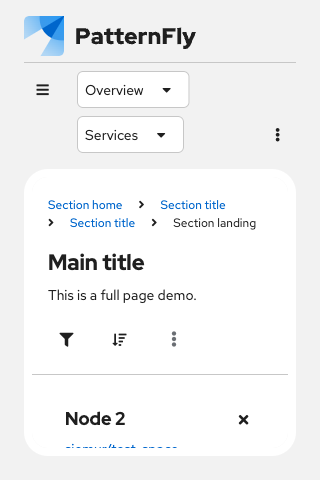 PatternFly
Overview
Services
Section home
Section title
Section title
Section landing
Main title
This is a full page demo.
Node 2